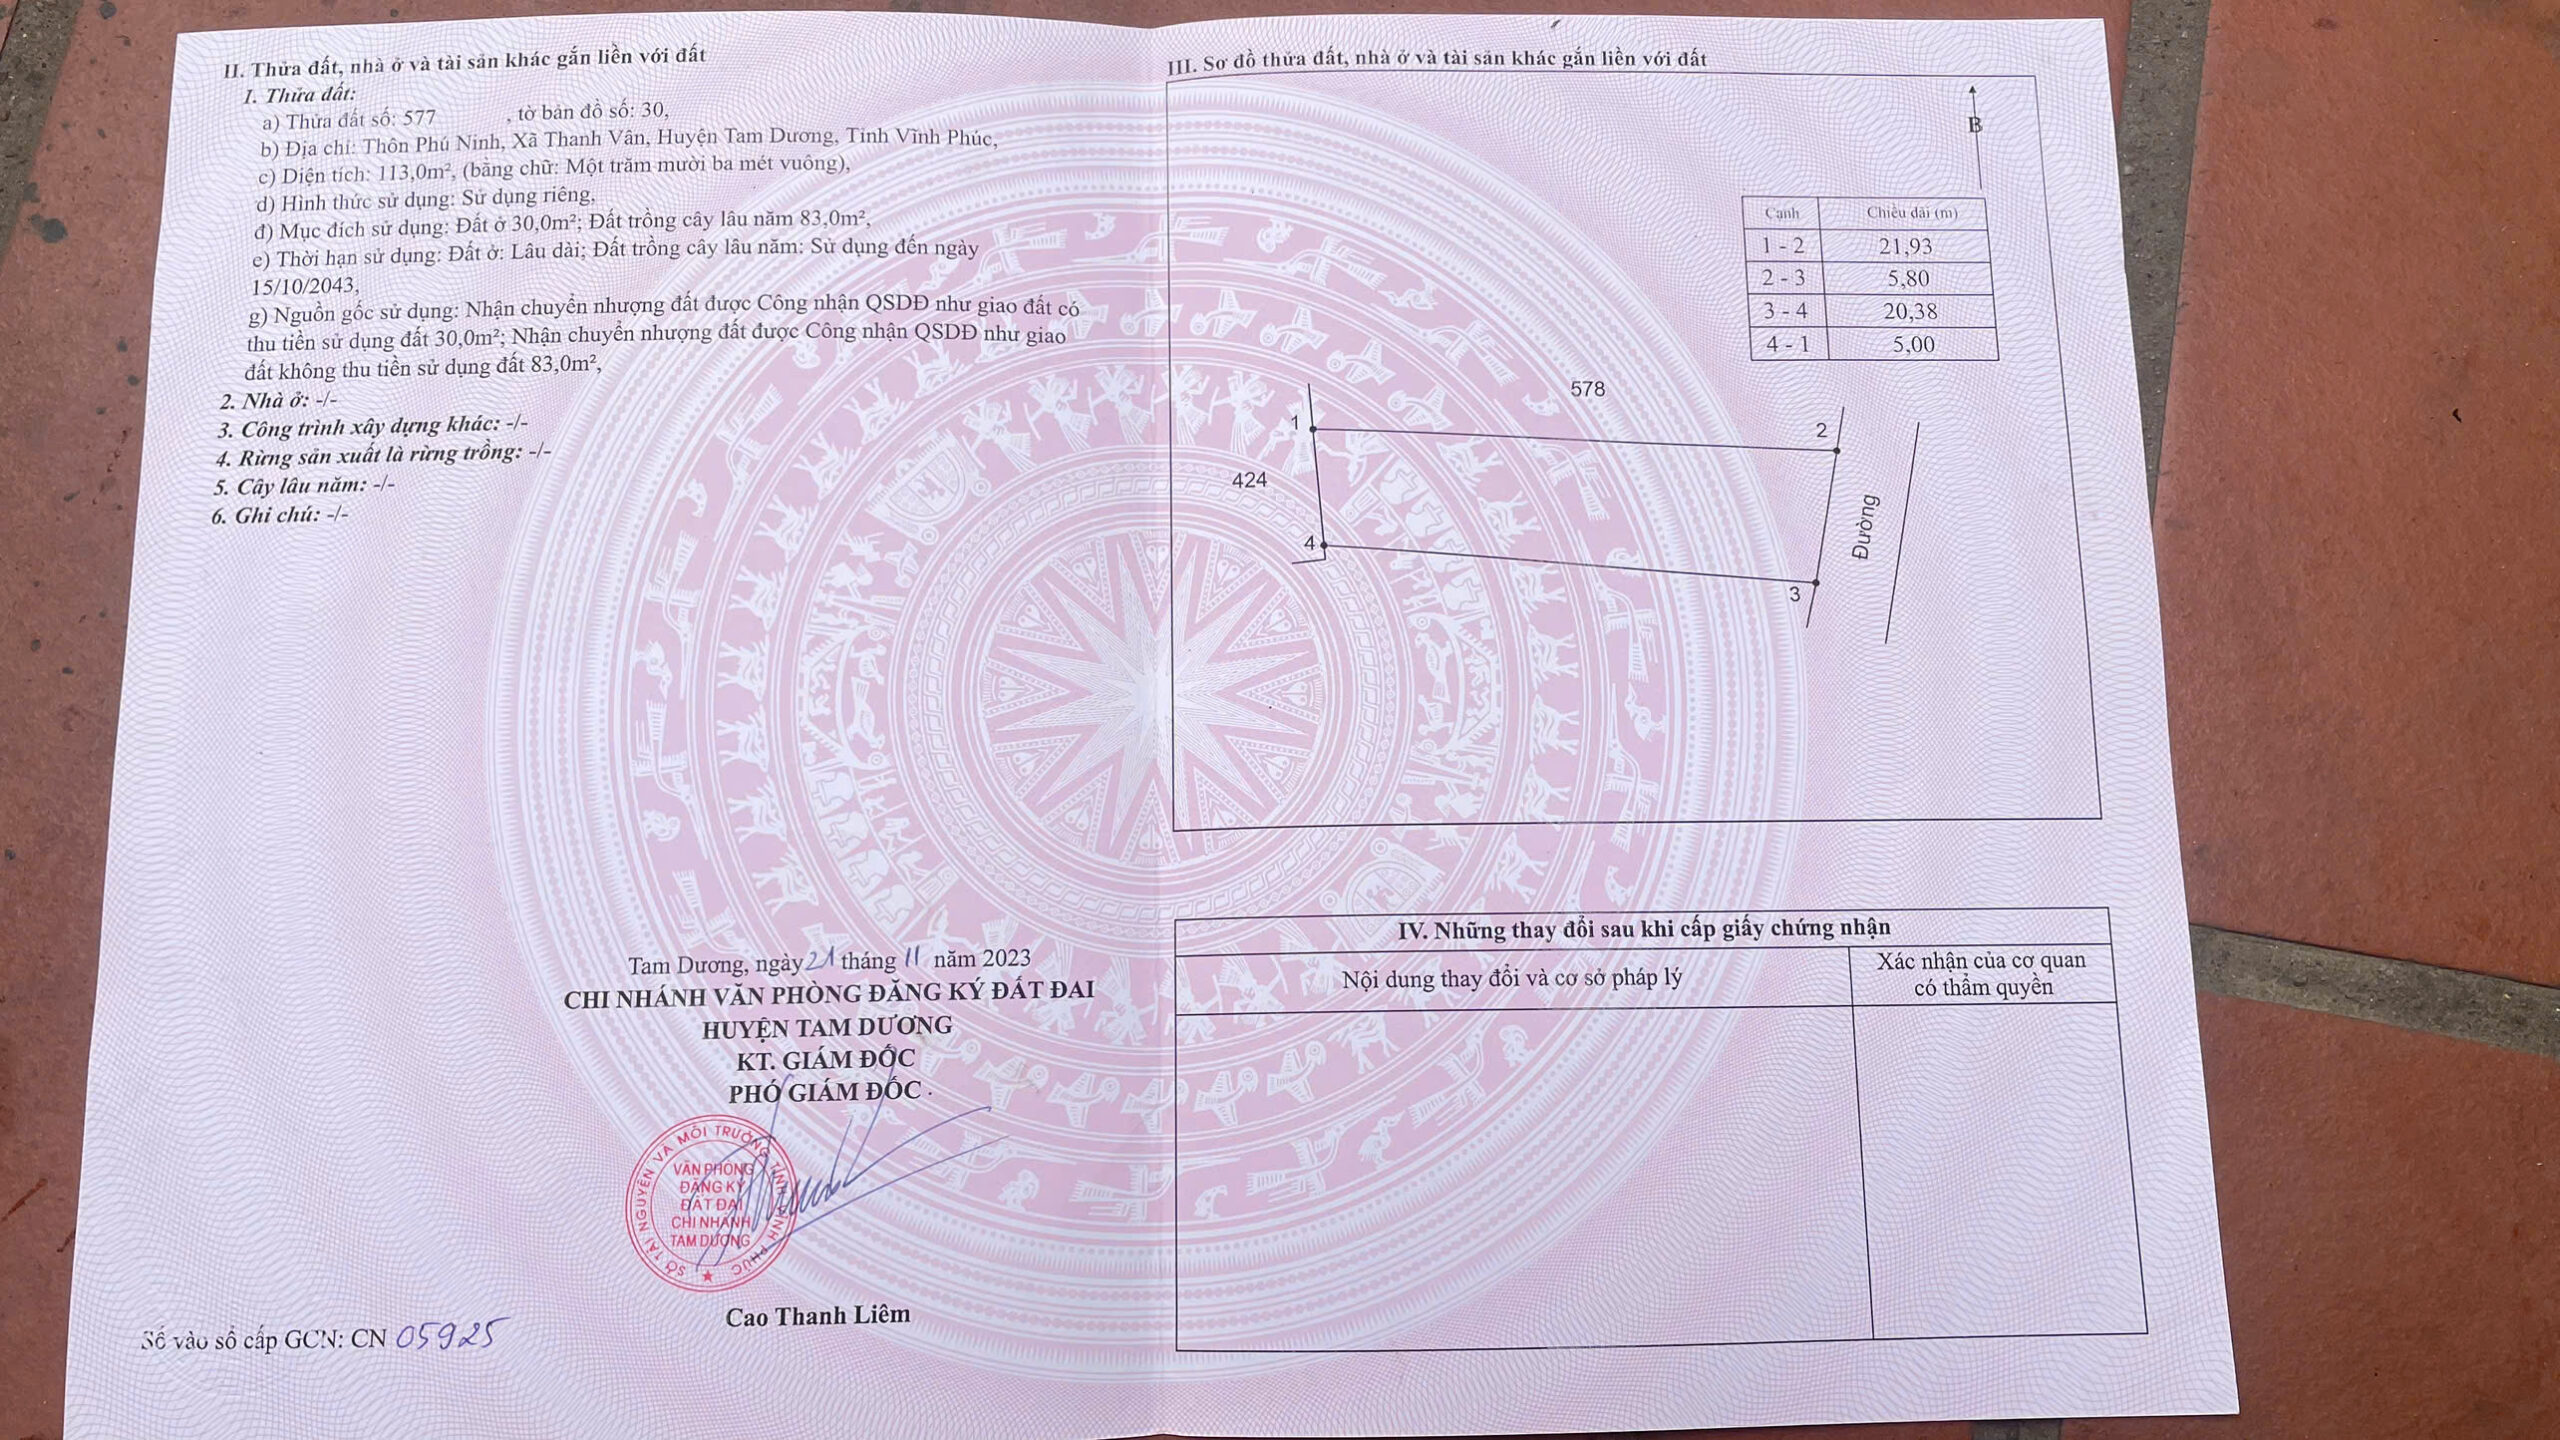 II. Thửa đất, nhà ở và tài sản khác gắn liền với đất
1. Thửa đất:
a) Thửa đất số: 577 , tờ bản đồ số: 30,
b) Địa chỉ: Thôn Phú Ninh, Xã Thanh Vân, Huyện Tam Dương, Tỉnh Vĩnh Phúc,
c) Diện tích: 113,0m², (bằng chữ: Một trăm mười ba mét vuông),
d) Hình thức sử dụng: Sử dụng riêng,
đ) Mục đích sử dụng: Đất ở 30,0m²; Đất trồng cây lâu năm 83,0m²,
e) Thời hạn sử dụng: Đất ở: Lâu dài; Đất trồng cây lâu năm: Sử dụng đến ngày
15/10/2043,
g) Nguồn gốc sử dụng: Nhận chuyển nhượng đất được Công nhận QSDĐ như giao đất có
thu tiền sử dụng đất 30,0m²; Nhận chuyển nhượng đất được Công nhận QSDĐ như giao
đất không thu tiền sử dụng đất 83,0m²,
2. Nhà ở: -/-
3. Công trình xây dựng khác: -/-
4. Rừng sản xuất là rừng trồng: -/-
5. Cây lâu năm: -/-
6. Ghi chú: -/-
Tam Dương, ngày 21 tháng 11 năm 2023
CHI NHÁNH VĂN PHÒNG ĐĂNG KÝ ĐẤT ĐAI
HUYỆN TAM DƯƠNG
KT. GIÁM ĐỐC
PHÓ GIÁM ĐỐC
SỞ TÀI NGUYÊN VÀ MÔI TRƯỜNG TỈNH VĨNH PHÚC
VĂN PHÒNG
ĐĂNG KÝ
ĐẤT ĐAI
CHI NHÁNH
TAM DƯƠNG
Cao Thanh Liêm
Số vào sổ cấp GCN: CN 05925
III. Sơ đồ thửa đất, nhà ở và tài sản khác gắn liền với đất
B
Cạnh Chiều dài (m)
1 - 2 21,93
2 - 3 5,80
3 - 4 20,38
4 - 1 5,00
578
1
2
424
Đường
4
3
IV. Những thay đổi sau khi cấp giấy chứng nhận
Nội dung thay đổi và cơ sở pháp lý
Xác nhận của cơ quan
có thẩm quyền